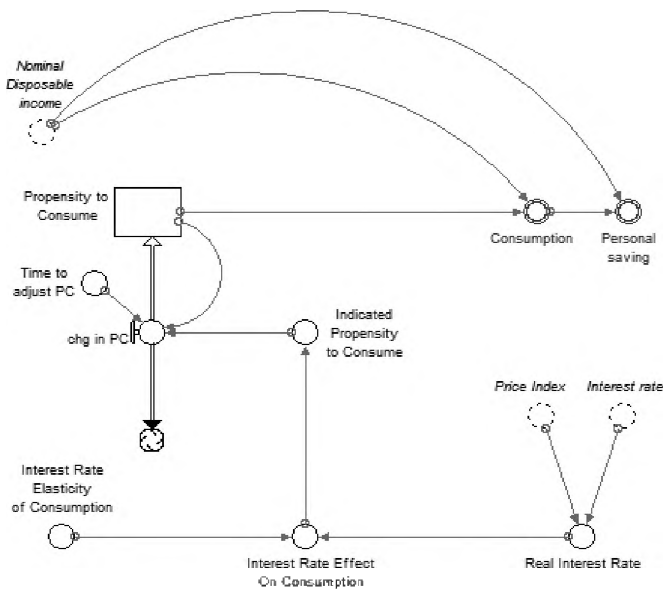 Nominal
Disposable
income
Propensity to
Consume
Consumption
Personal
saving
Time to
adjust PC
chg in PC
Indicated
Propensity
to Consume
Price Index
Interest rate
Interest Rate
Elasticity
of Consumption
Interest Rate Effect
On Consumption
Real Interest Rate